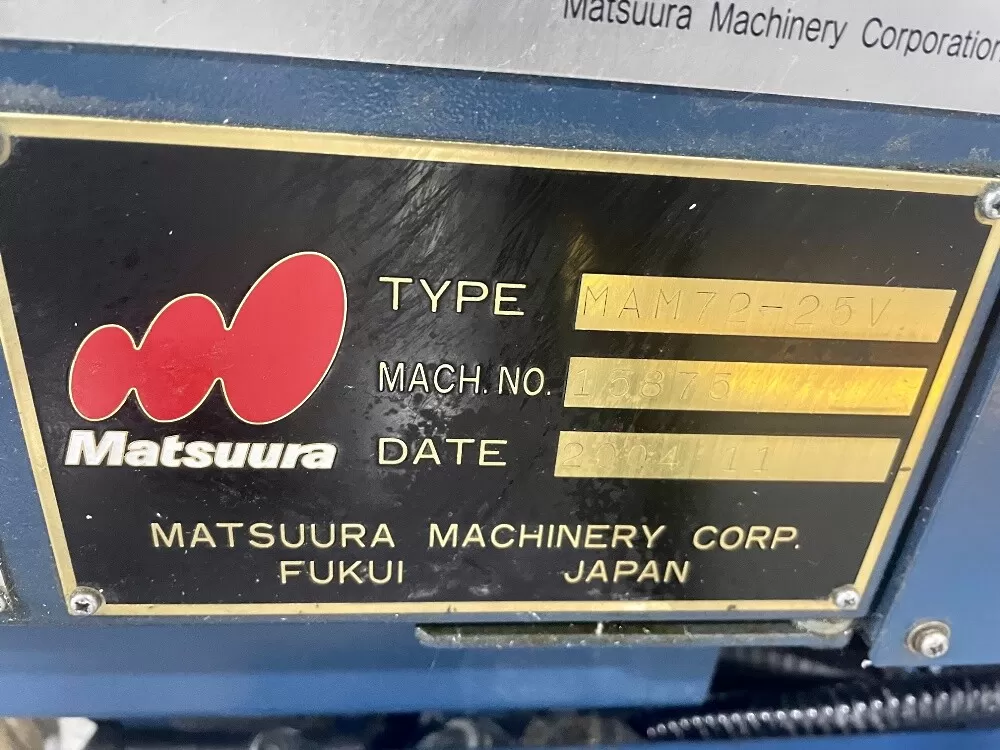 Matsuura Machinery Corporation
TYPE MAM72-25V
MACH. NO. 15875
DATE 2004 11
Matsuura
MATSUURA MACHINERY CORP.
FUKUI JAPAN